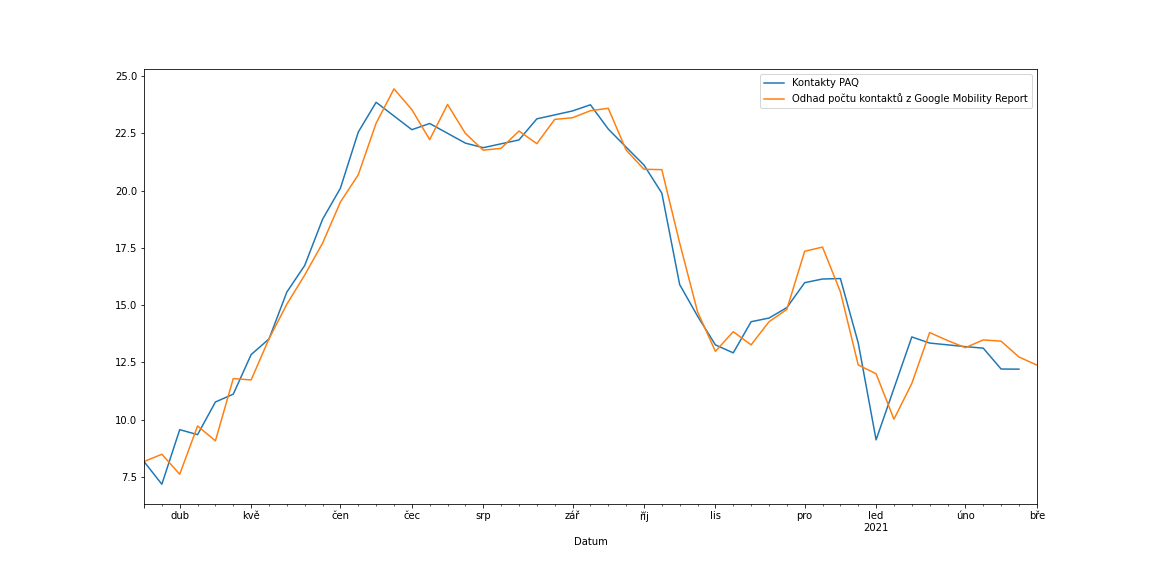 Kontakty PAQ
Odhad počtu kontaktů z Google Mobility Report
25.0
22.5
20.0
17.5
15.0
12.5
10.0
7.5
dub kvě čen čec srp zář říj lis pro led úno bře
2021
Datum